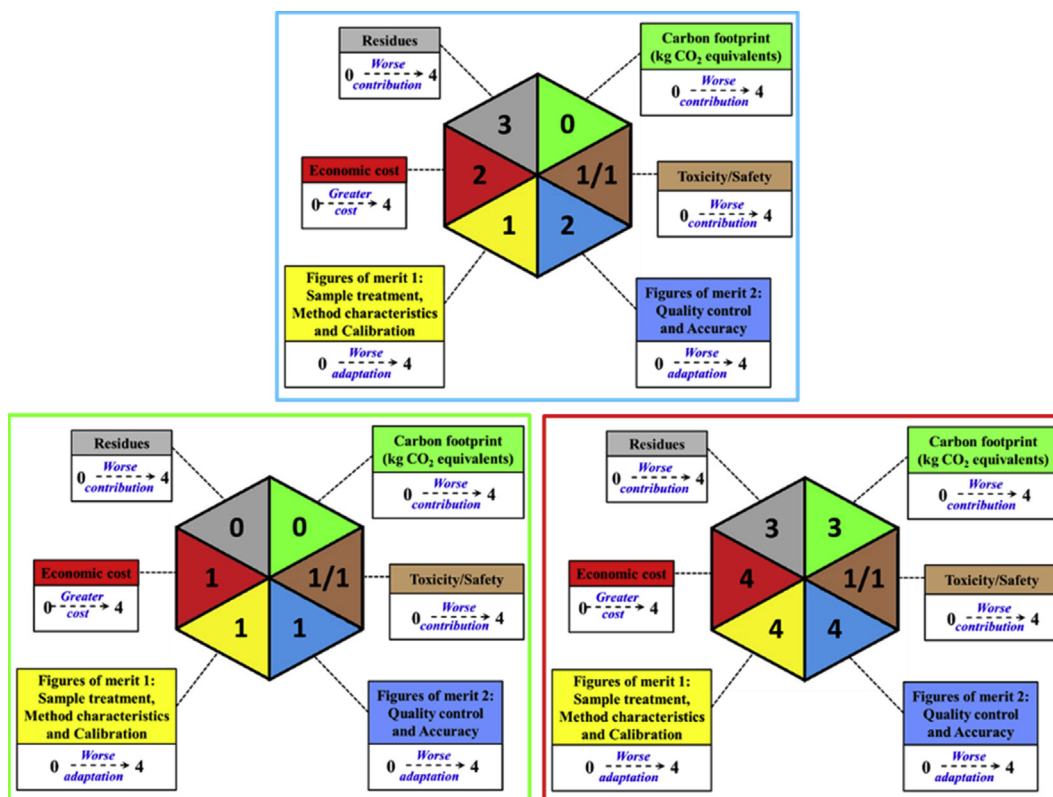 Residues
Worse
0 4
contribution
Carbon footprint
(kg CO2 equivalents)
Worse
0 4
contribution
3
0
Economic cost
Greater
0 4
cost
2
1/1
Toxicity/Safety
Worse
0 4
contribution
1
2
Figures of merit 1:
Sample treatment,
Method characteristics
and Calibration
Worse
0 4
adaptation
Figures of merit 2:
Quality control
and Accuracy
Worse
0 4
adaptation
Residues
Worse
0 4
contribution
Carbon footprint
(kg CO2 equivalents)
Worse
0 4
contribution
0
0
Economic cost
Greater
0 4
cost
1
1/1
Toxicity/Safety
Worse
0 4
contribution
1
1
Figures of merit 1:
Sample treatment,
Method characteristics
and Calibration
Worse
0 4
adaptation
Figures of merit 2:
Quality control
and Accuracy
Worse
0 4
adaptation
Residues
Worse
0 4
contribution
Carbon footprint
(kg CO2 equivalents)
Worse
0 4
contribution
3
3
Economic cost
Greater
0 4
cost
4
1/1
Toxicity/Safety
Worse
0 4
contribution
4
4
Figures of merit 1:
Sample treatment,
Method characteristics
and Calibration
Worse
0 4
adaptation
Figures of merit 2:
Quality control
and Accuracy
Worse
0 4
adaptation